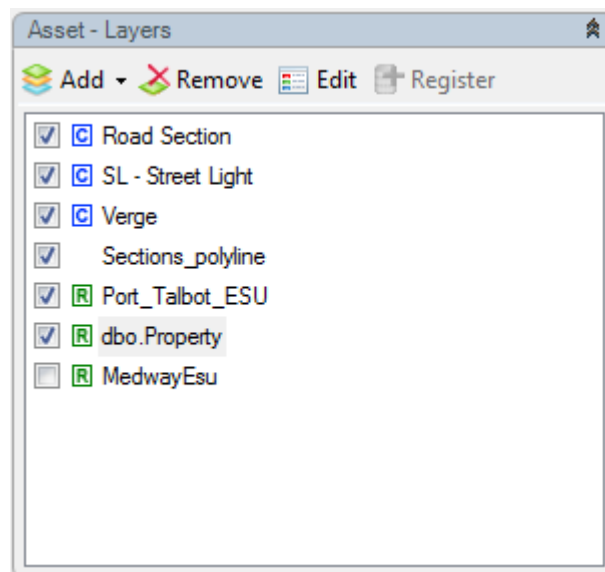 Asset - Layers
Add Remove Edit Register
C Road Section
C SL - Street Light
C Verge
Sections_polyline
R Port_Talbot_ESU
R dbo.Property
R MedwayEsu